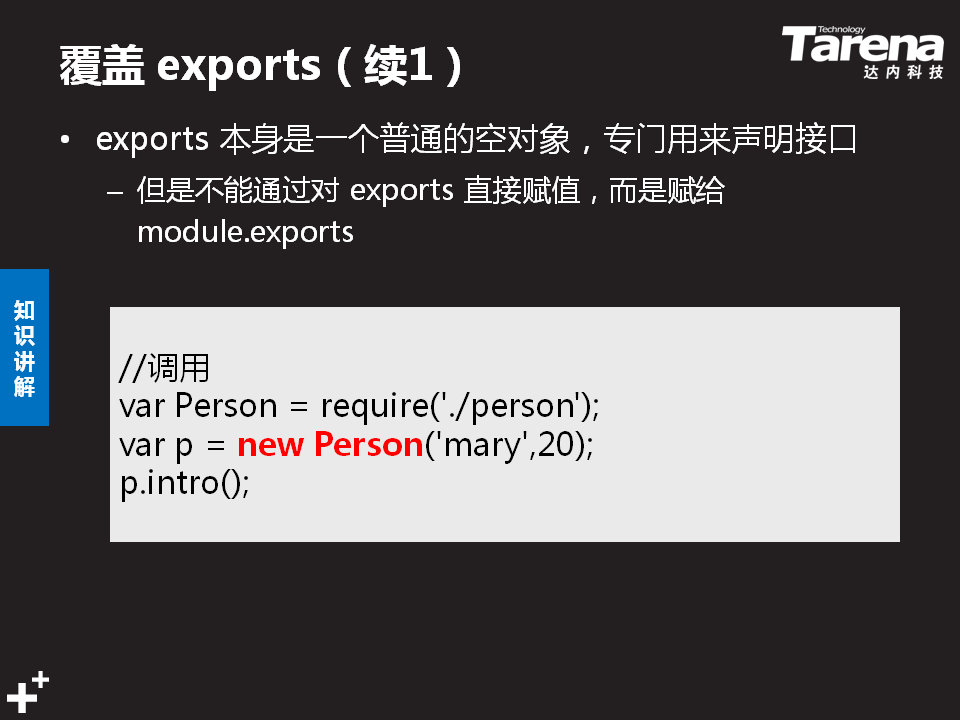 覆盖 exports（续1）
Technology
Tarena
达内科技
• exports 本身是一个普通的空对象，专门用来声明接口
– 但是不能通过对 exports 直接赋值，而是赋给
module.exports
知识讲解
//调用
var Person = require('./person');
var p = new Person('mary',20);
p.intro();